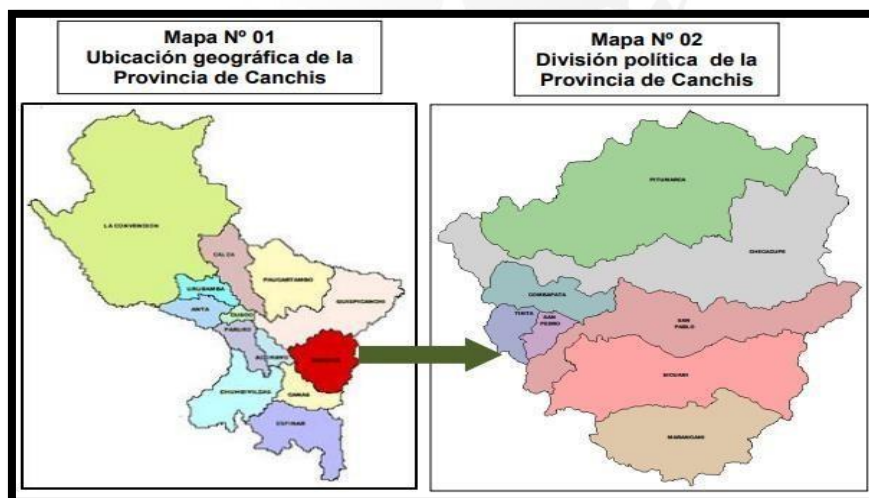 Mapa Nº 01
Ubicación geográfica de la
Provincia de Canchis
Mapa Nº 02
División política de la
Provincia de Canchis
LA CONVENCIÓN
CALCA
PAUCARTAMBO
URUBAMBA
QUISPICANCHI
ANTA
CUSCO
PARURO
ACOMAYO
CHUMBIVILCAS
CANAS
ESPINAR
PITUMARCA
CHECACUPE
COMBAPATA
TINTA
SAN
PEDRO
SAN
PABLO
SICUANI
MARANGANI